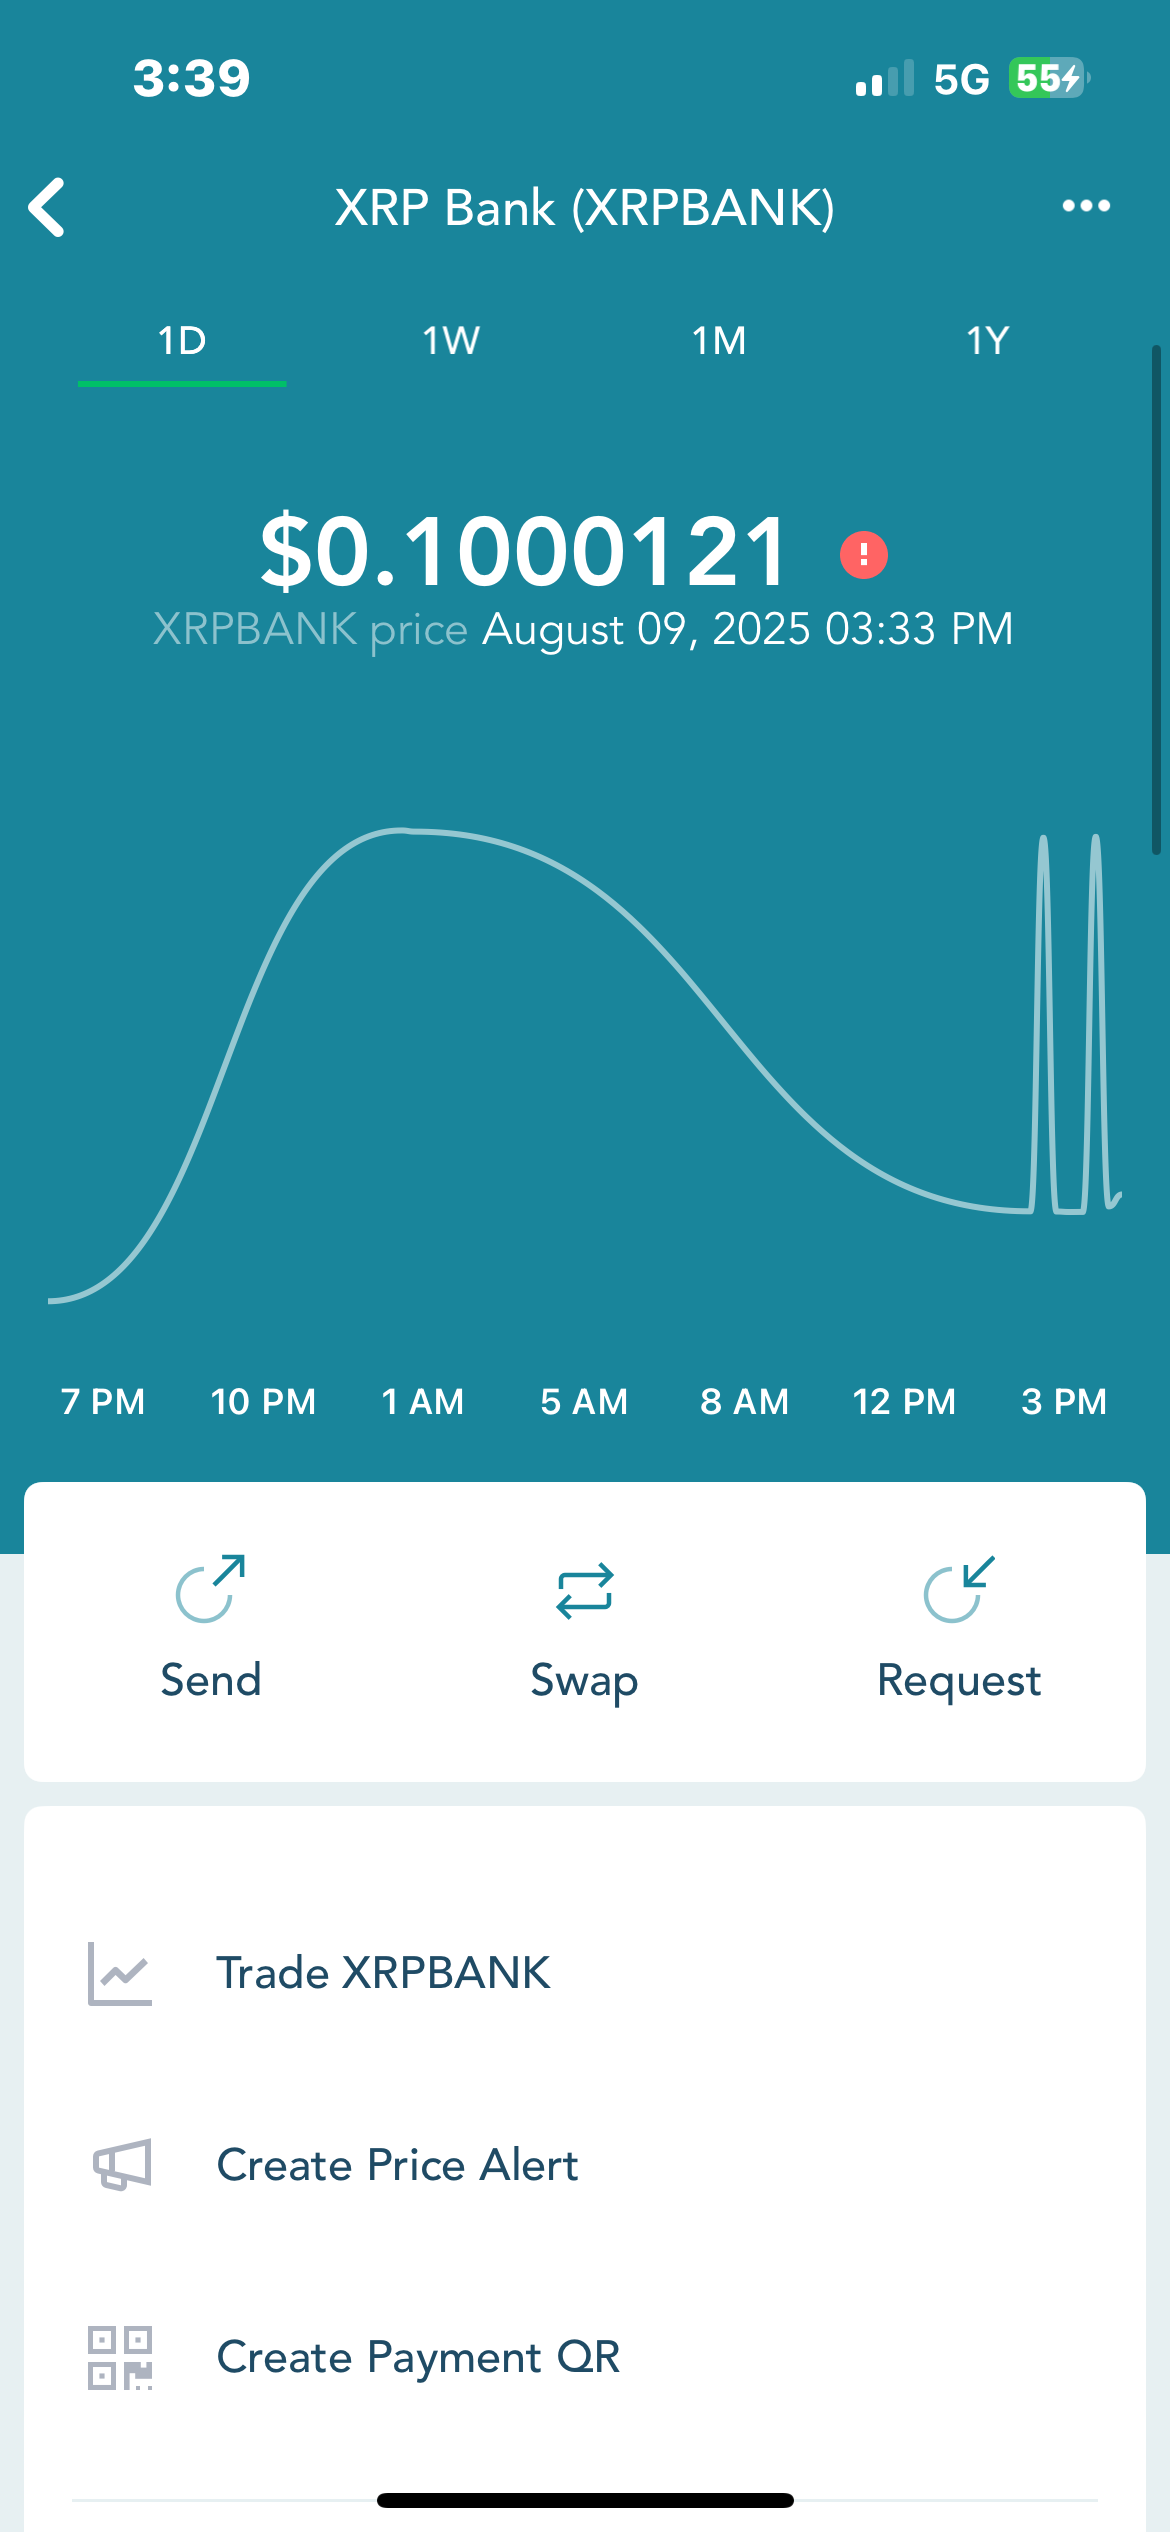 3:39
5G 55
XRP Bank (XRPBANK)
1D 1W 1M 1Y
$0.1000121
XRPBANK price August 09, 2025 03:33 PM
7 PM 10 PM 1 AM 5 AM 8 AM 12 PM 3 PM
Send Swap Request
Trade XRPBANK
Create Price Alert
Create Payment QR